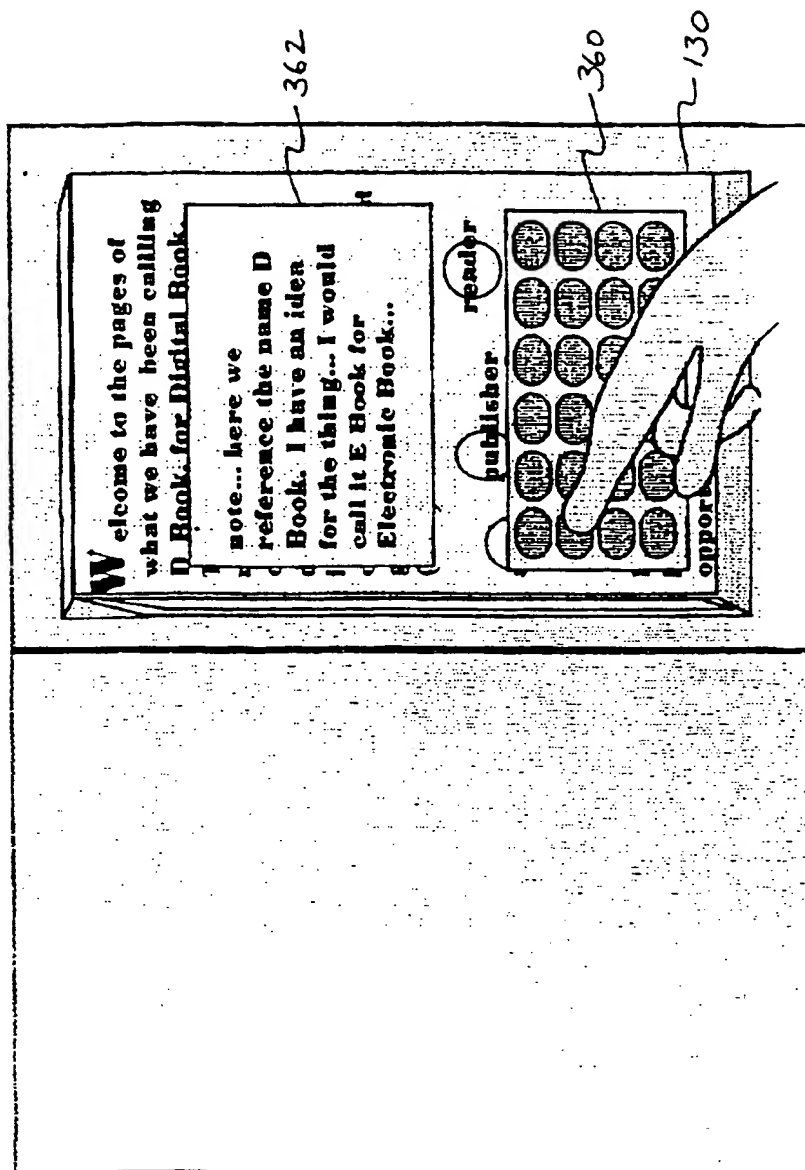 Welcome to the pages of
what we have been callling
D Book, for Digital Book.
note... here we
reference the name D
Book. I have an idea
for the thing... I would
call it E Book for
Electronic Book...
publisher
reader
opport
362
360
130